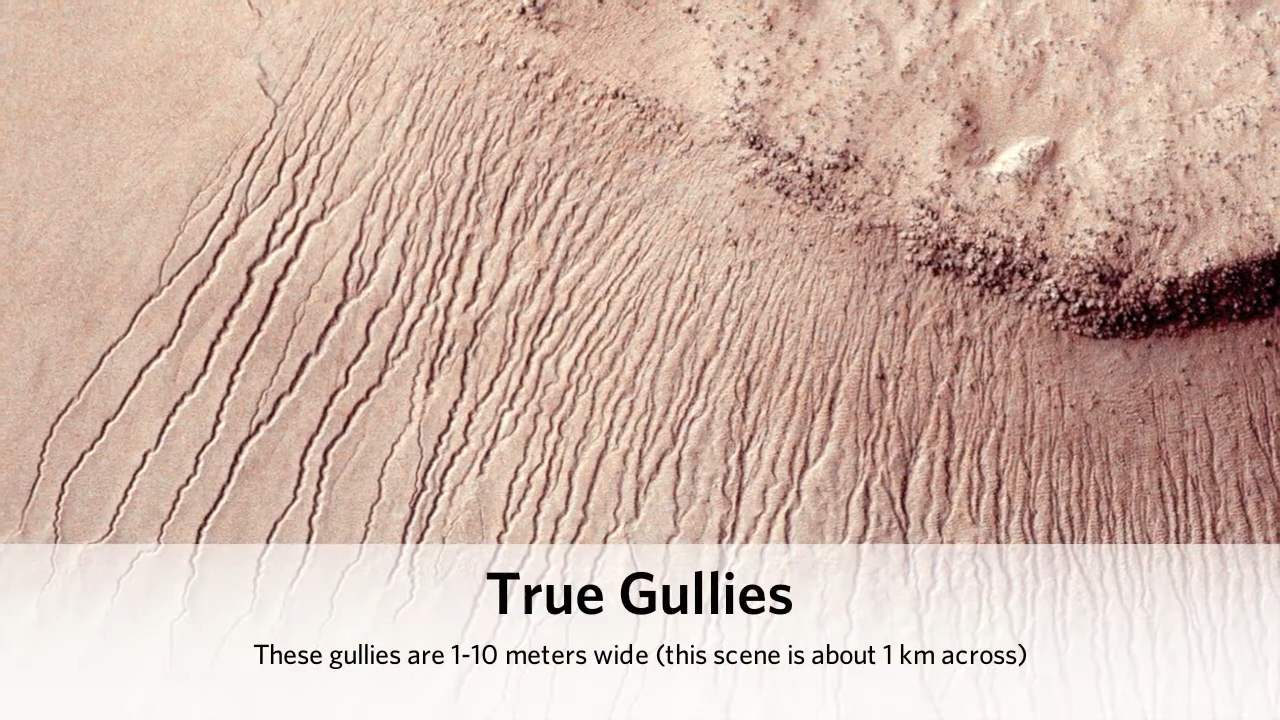 True Gullies
These gullies are 1-10 meters wide (this scene is about 1 km across)